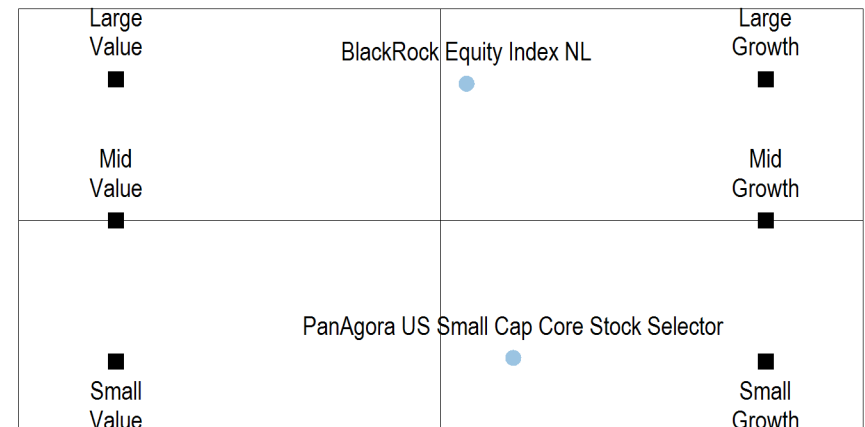 Large
Value
BlackRock Equity Index NL
Large
Growth
Mid
Value
Mid
Growth
PanAgora US Small Cap Core Stock Selector
Small
Value
Small
Growth